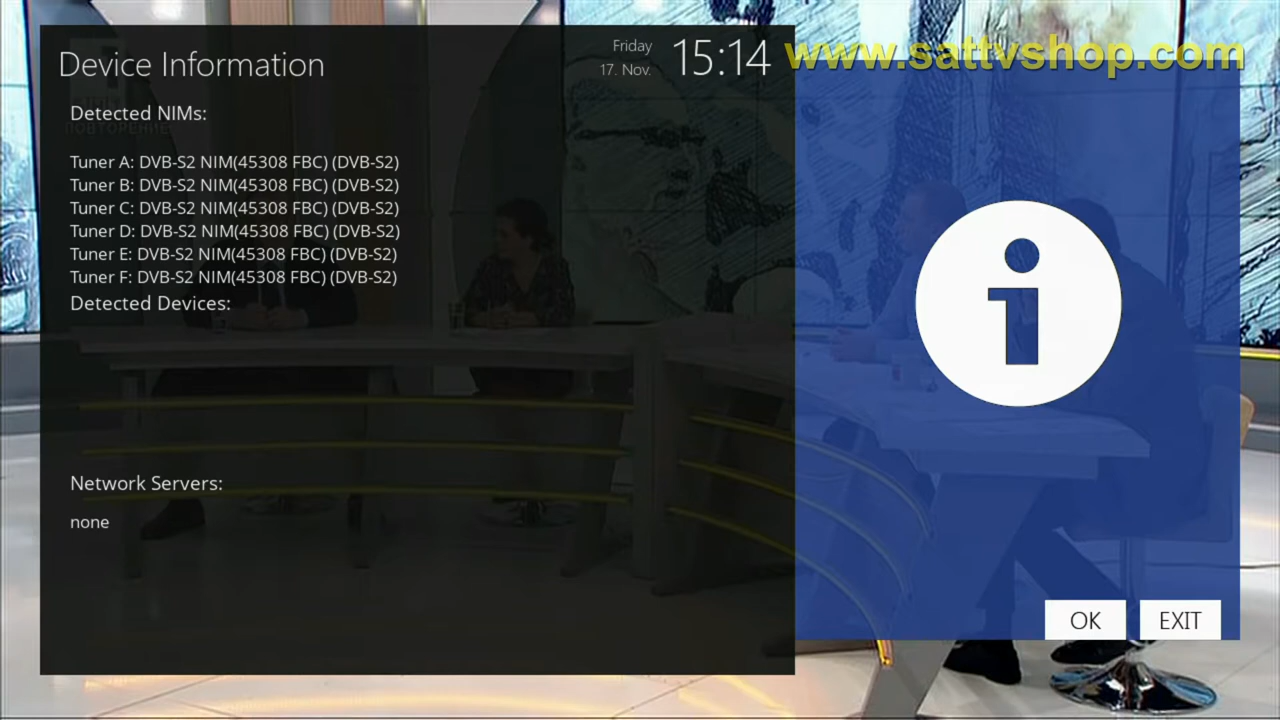 Device Information
Friday
17. Nov.
15:14
www.sattvshop.com
Detected NIMs:
ПОВТОРЕНИЕ
Tuner A: DVB-S2 NIM(45308 FBC) (DVB-S2)
Tuner B: DVB-S2 NIM(45308 FBC) (DVB-S2)
Tuner C: DVB-S2 NIM(45308 FBC) (DVB-S2)
Tuner D: DVB-S2 NIM(45308 FBC) (DVB-S2)
Tuner E: DVB-S2 NIM(45308 FBC) (DVB-S2)
Tuner F: DVB-S2 NIM(45308 FBC) (DVB-S2)
Detected Devices:
Network Servers:
none
OK
EXIT